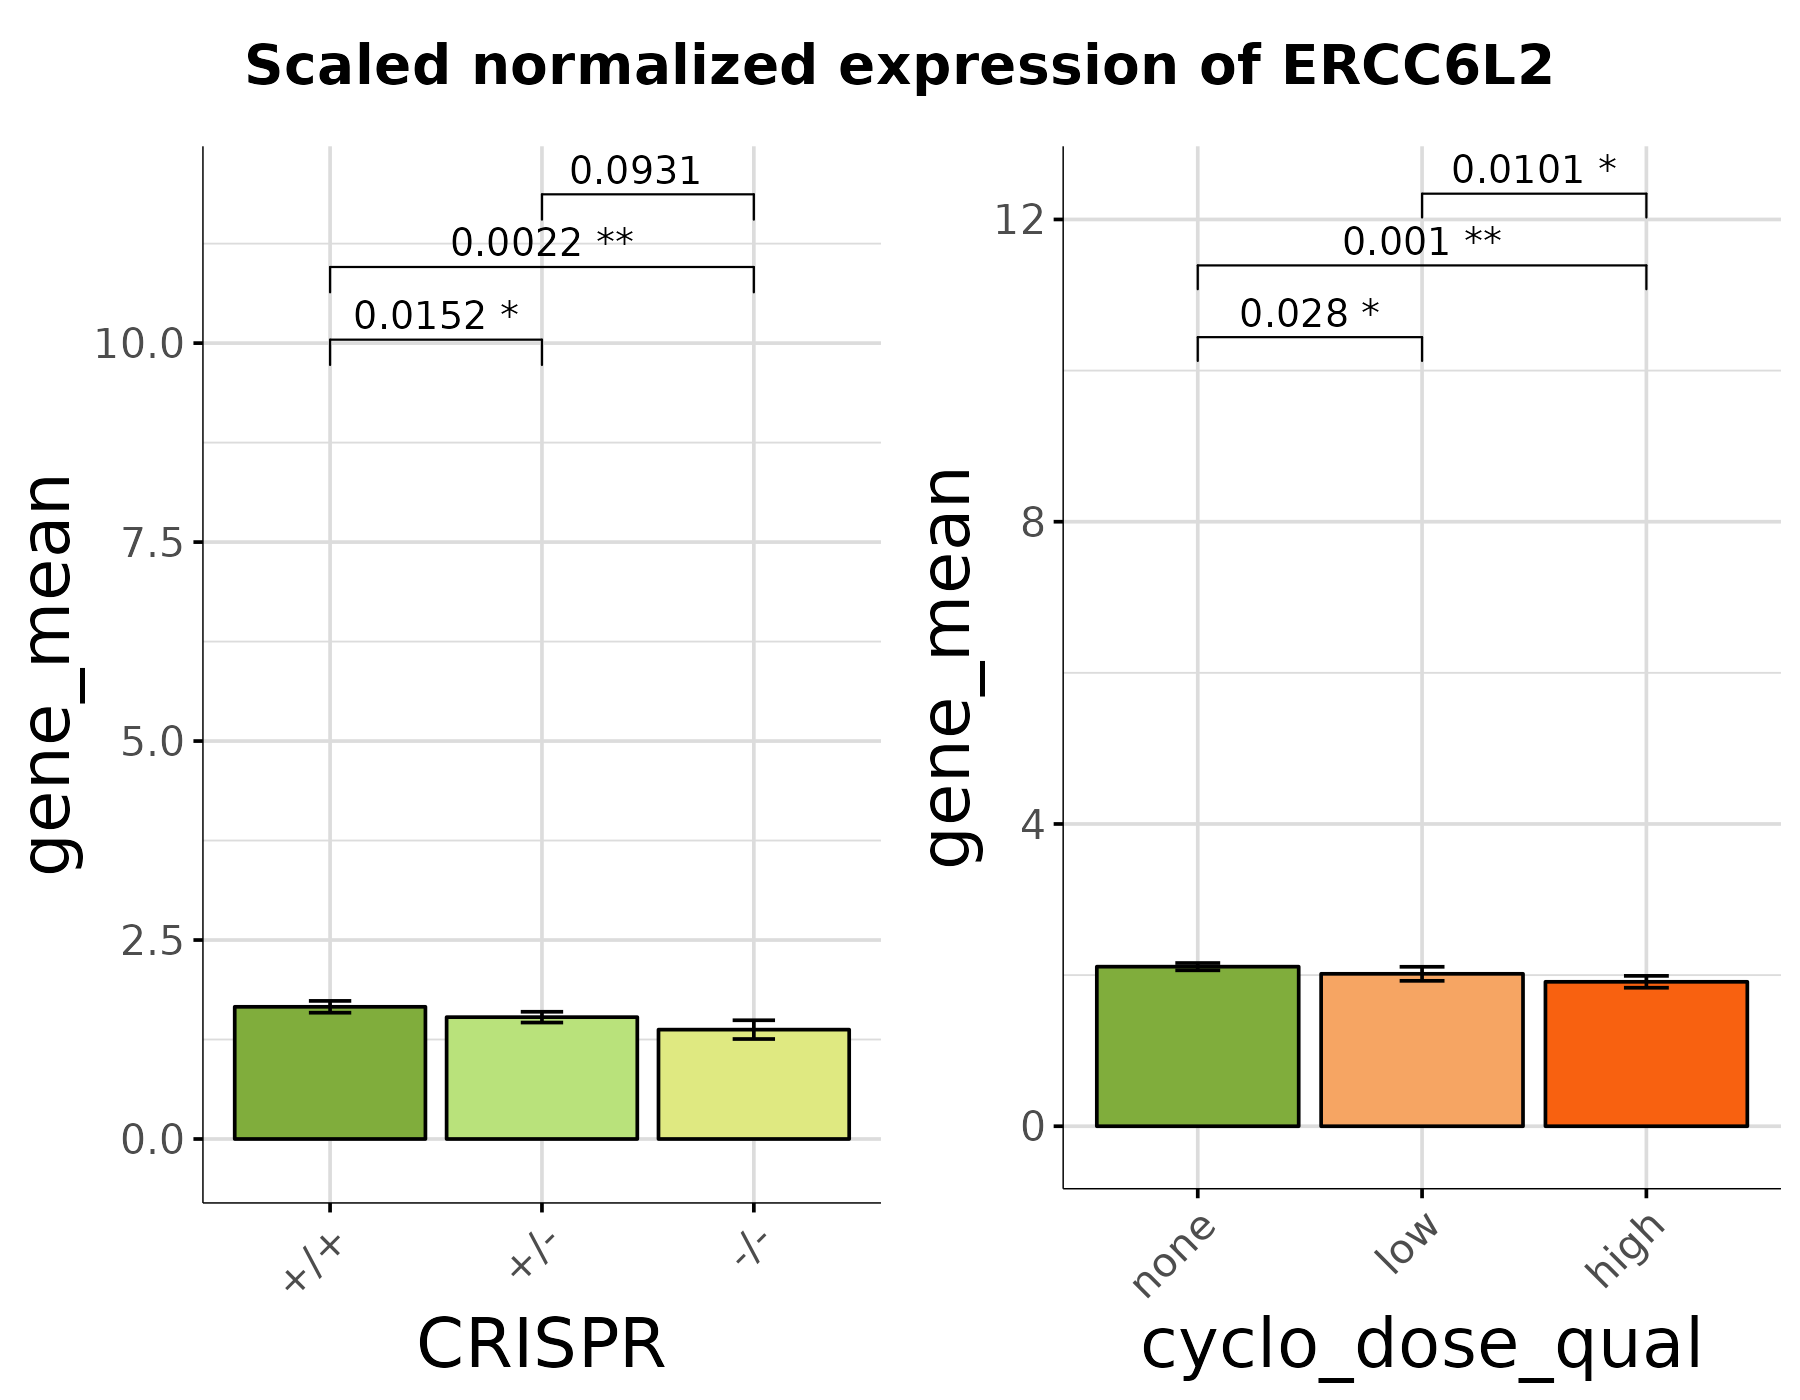 Scaled normalized expression of ERCC6L2
gene_mean
10.0
7.5
5.0
2.5
0.0
0.0931
0.0022 **
0.0152 *
+/+
+/-
-/-
CRISPR
gene_mean
12
8
4
0
0.0101 *
0.001 **
0.028 *
none
low
high
cyclo_dose_qual